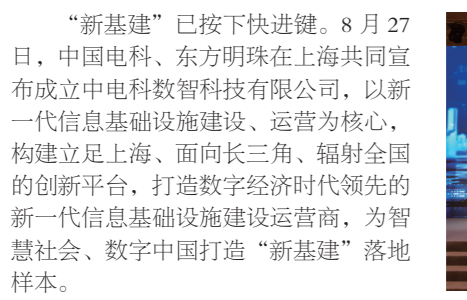 “新基建”已按下快进键。8 月 27
日，中国电科、东方明珠在上海共同宣
布成立中电科数智科技有限公司，以新
一代信息基础设施建设、运营为核心，
构建立足上海、面向长三角、辐射全国
的创新平台，打造数字经济时代领先的
新一代信息基础设施建设运营商，为智
慧社会、数字中国打造“新基建”落地
样本。